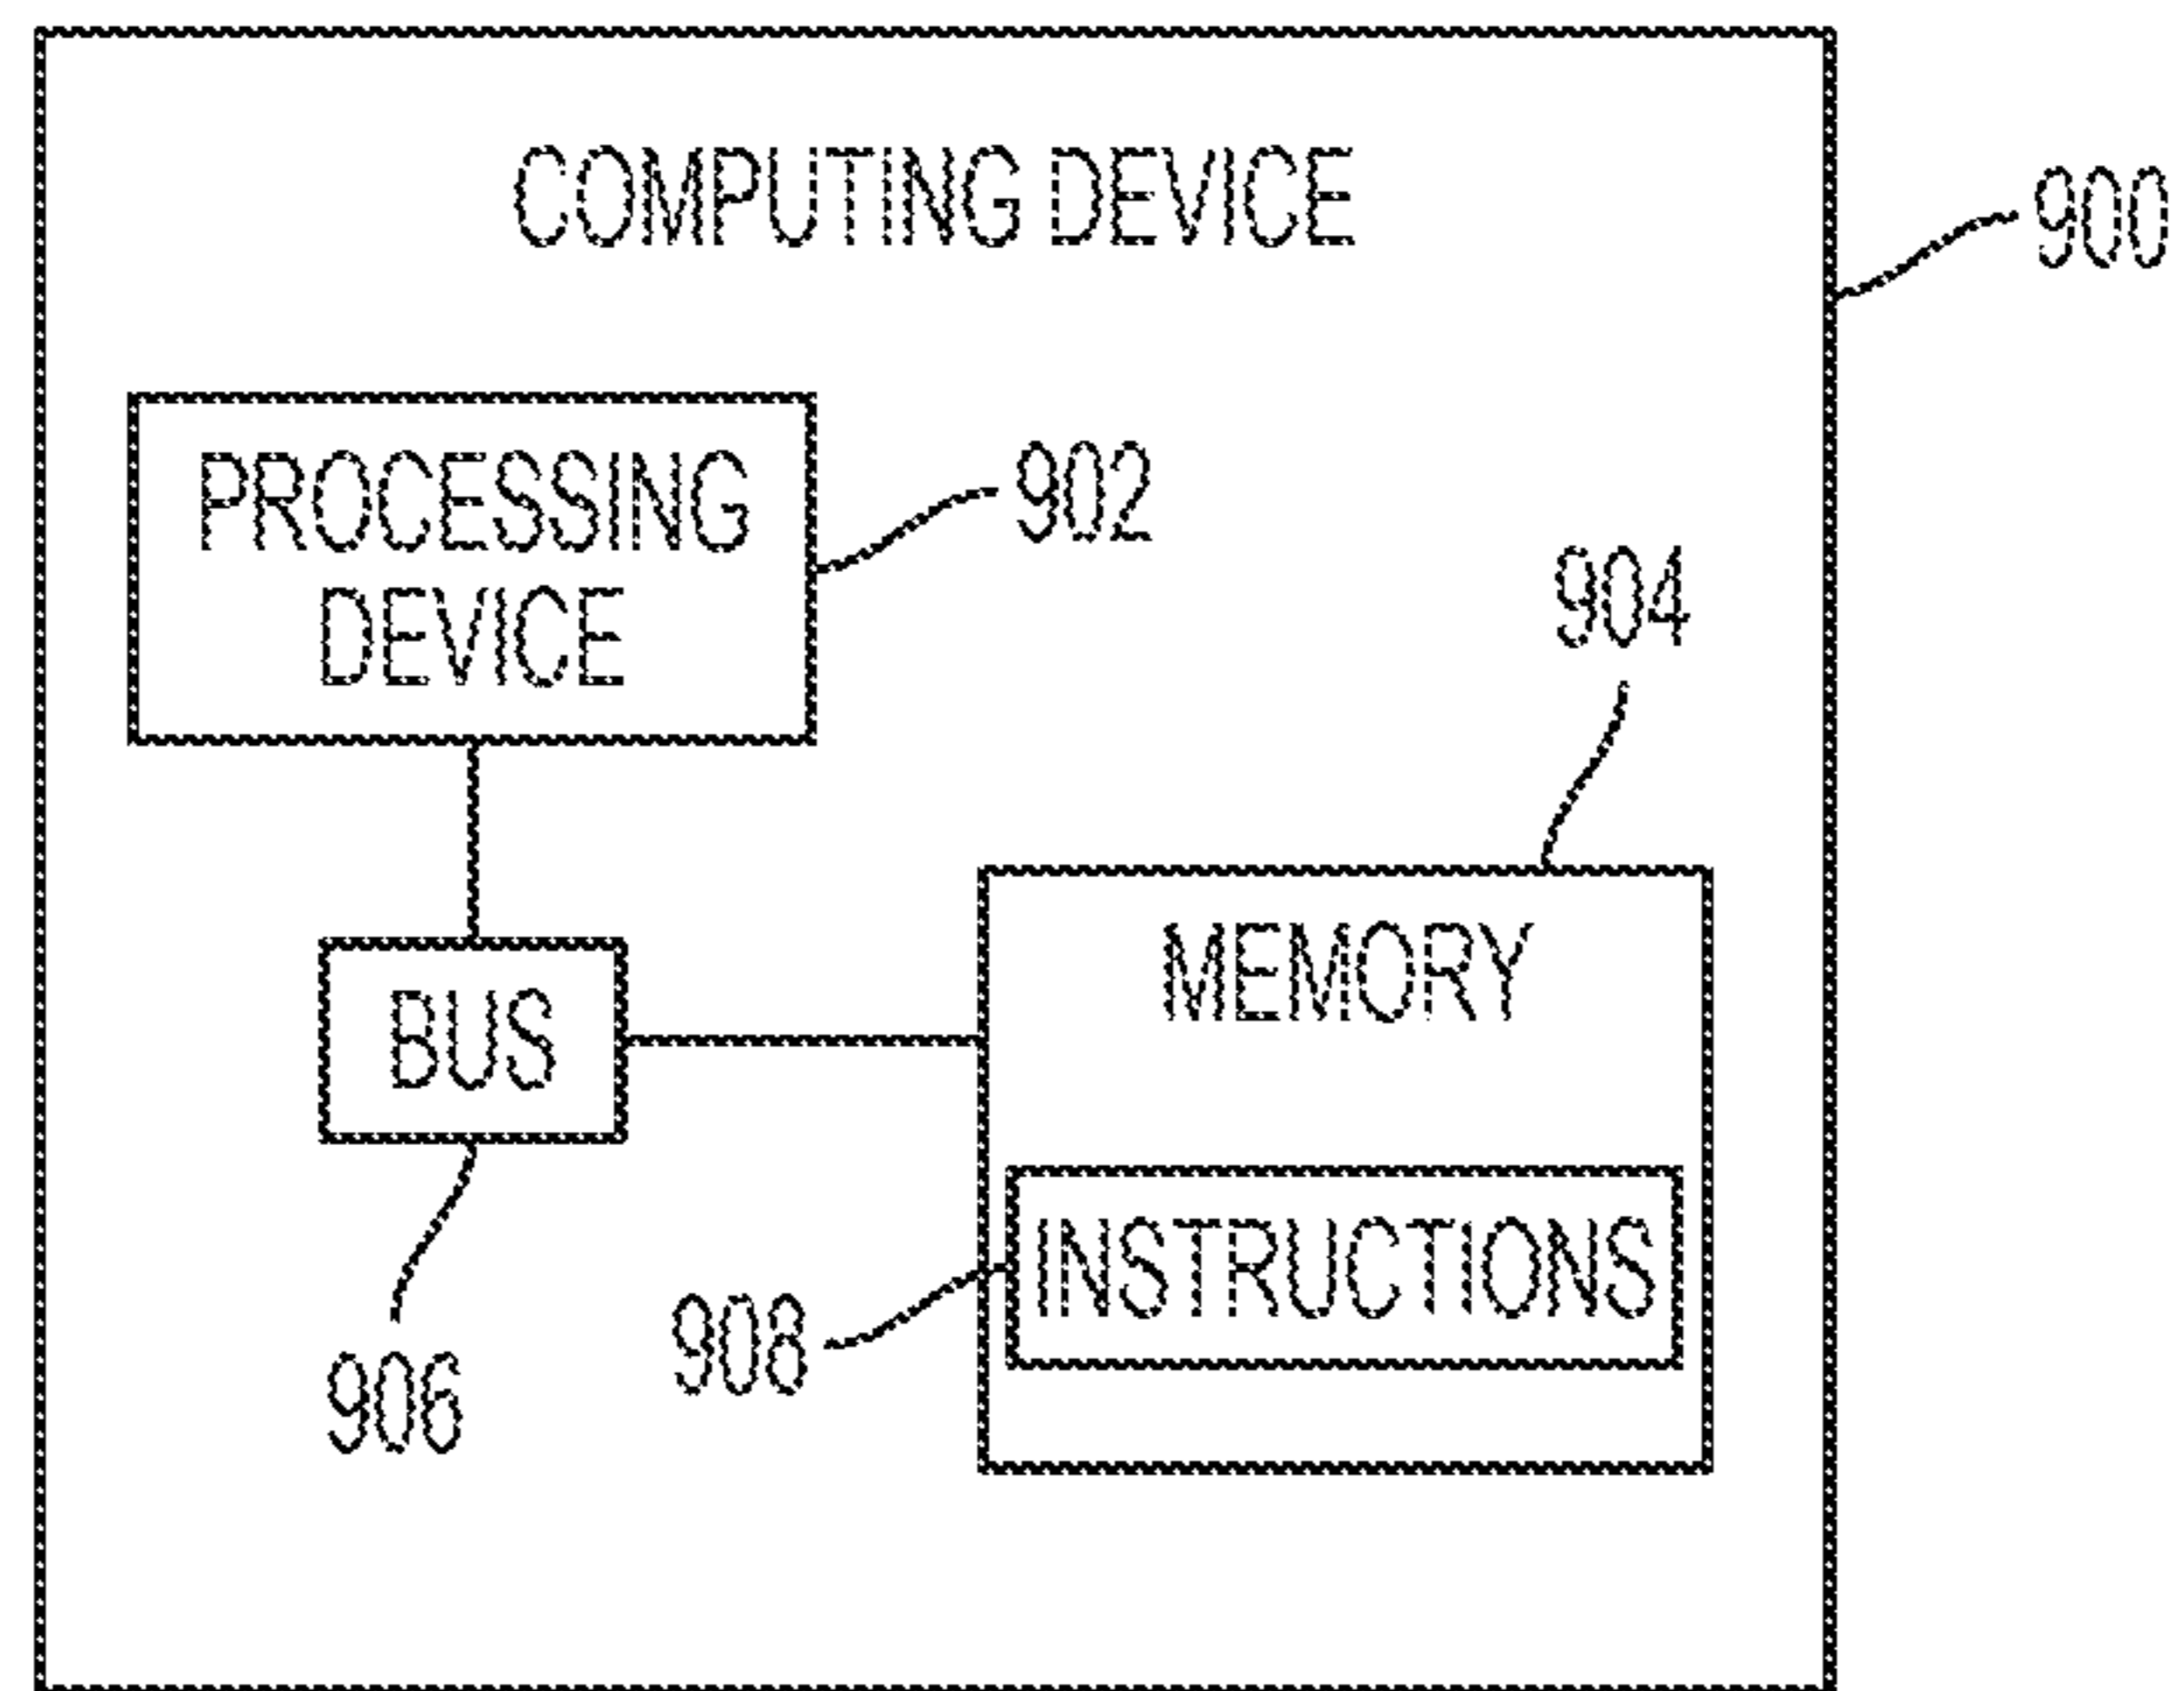 COMPUTING DEVICE
900
PROCESSING
DEVICE
902
904
MEMORY
BUS
INSTRUCTIONS
908
906